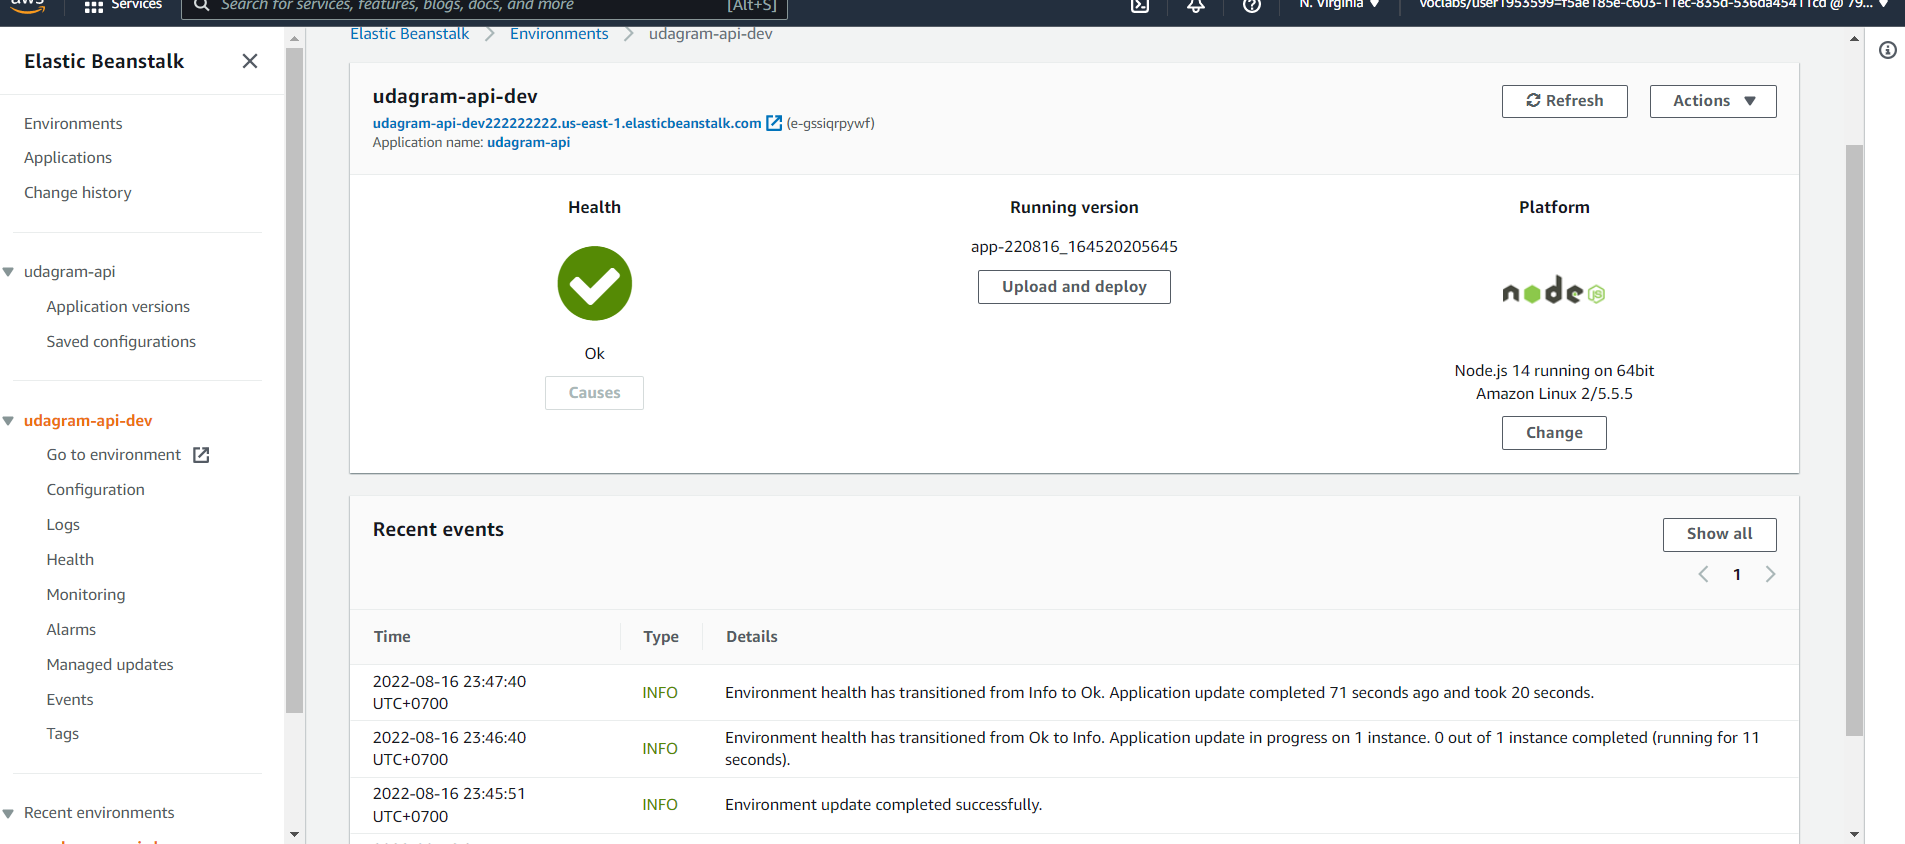 aws
Services
Search for services, features, blogs, docs, and more
[Alt+S]
N. Virginia
Elastic Beanstalk
Environments
Applications
Change history
udagram-api
Application versions
Saved configurations
udagram-api-dev
Go to environment
Configuration
Logs
Health
Monitoring
Alarms
Managed updates
Events
Tags
Recent environments
Elastic Beanstalk
Environments
udagram-api-dev
udagram-api-dev
udagram-api-dev222222222.us-east-1.elasticbeanstalk.com (e-gssiqrpywf)
Application name: udagram-api
Refresh
Actions
Health
Ok
Causes
Running version
app-220816_164520205645
Upload and deploy
Platform
node JS
Node.js 14 running on 64bit
Amazon Linux 2/5.5.5
Change
Recent events
Show all
1
Time Type Details
2022-08-16 23:47:40
UTC+0700
INFO
Environment health has transitioned from Info to Ok. Application update completed 71 seconds ago and took 20 seconds.
2022-08-16 23:46:40
UTC+0700
INFO
Environment health has transitioned from Ok to Info. Application update in progress on 1 instance. 0 out of 1 instance completed (running for 11
seconds).
2022-08-16 23:45:51
UTC+0700
INFO
Environment update completed successfully.